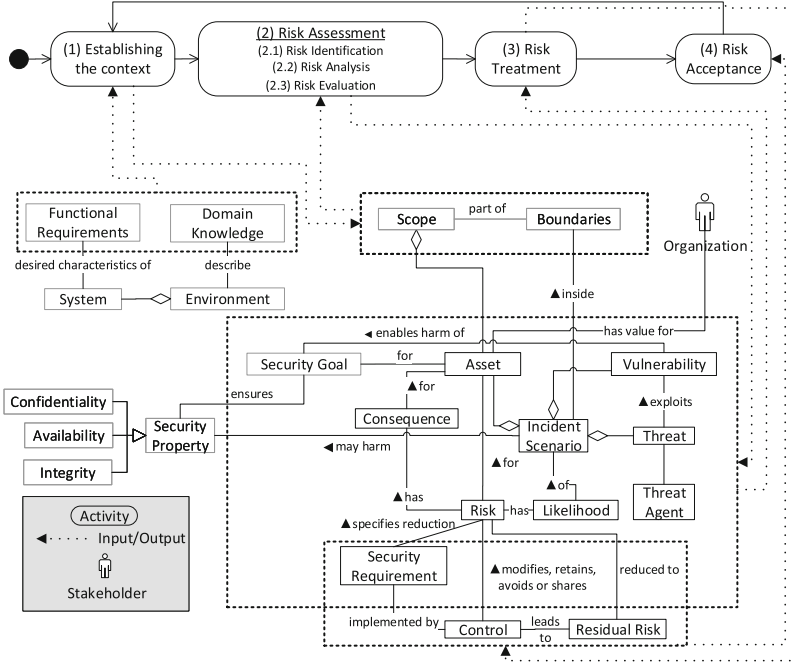 (1) Establishing
the context
(2) Risk Assessment
(2.1) Risk Identification
(2.2) Risk Analysis
(2.3) Risk Evaluation
(3) Risk
Treatment
(4) Risk
Acceptance
Functional
Requirements
Domain
Knowledge
Scope
part of
Boundaries
Organization
desired characteristics of
describe
System
Environment
inside
enables harm of
has value for
Security Goal
for
Asset
Vulnerability
ensures
for
exploits
Confidentiality
Availability
Integrity
Security
Property
Consequence
Incident
Scenario
Threat
may harm
for
of
has
Risk
has
Likelihood
Threat
Agent
Activity
Input/Output
Stakeholder
specifies reduction
Security
Requirement
modifies, retains,
avoids or shares
reduced to
implemented by
Control
leads
to
Residual Risk